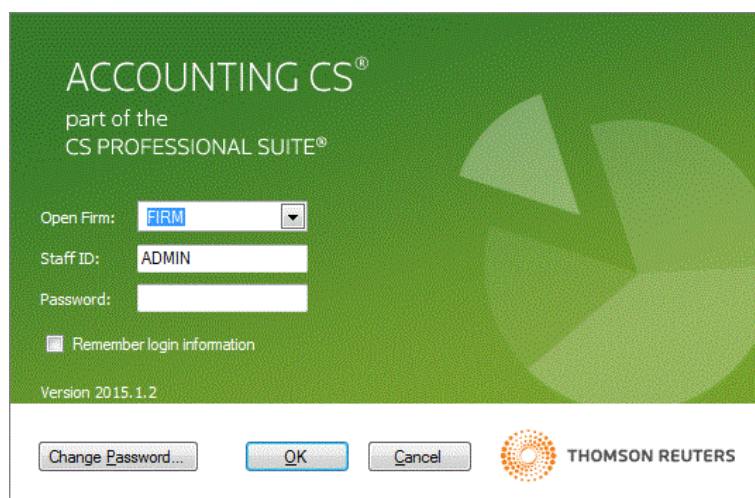 ACCOUNTING CS®
part of the
CS PROFESSIONAL SUITE®
Open Firm: FIRM
Staff ID: ADMIN
Password:
Remember login information
Version 2015.1.2
Change Password... OK Cancel THOMSON REUTERS